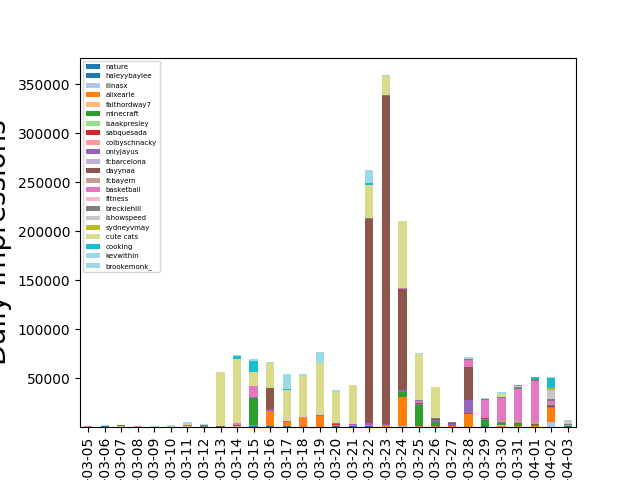 Daily Impressions
350000
300000
250000
200000
150000
100000
50000
nature
haleyybaylee
lilnasx
alixearle
faithordway7
minecraft
isaakpresley
sabquesada
colbyschnacky
onlyjayus
fcbarcelona
dayynaa
fcbayern
basketball
fitness
breckiehill
ishowspeed
sydneyvmay
cute cats
cooking
kevwithin
brookemonk_
03-05
03-06
03-07
03-08
03-09
03-10
03-11
03-12
03-13
03-14
03-15
03-16
03-17
03-18
03-19
03-20
03-21
03-22
03-23
03-24
03-25
03-26
03-27
03-28
03-29
03-30
03-31
04-01
04-02
04-03